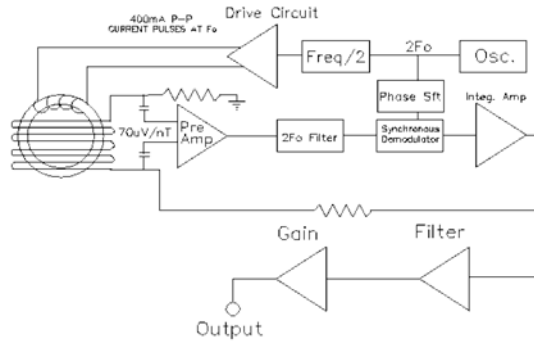 Drive Circuit
400mA P-P
CURRENT PULSES AT Fo
Freq/2
2Fo
Osc.
Phase Sft
Integ. Amp
70uV/nT
Pre
Amp
2Fo Filter
Synchronous
Demodulator
Gain
Filter
Output